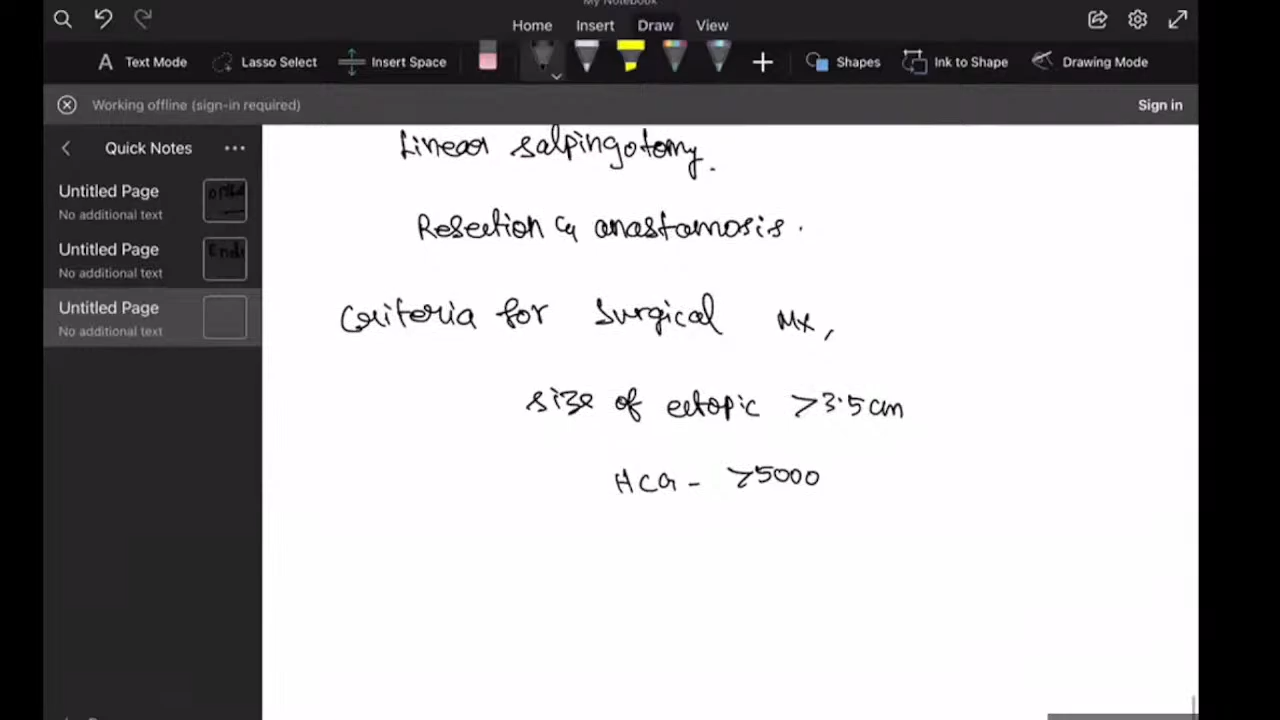 My Notebook
Home Insert Draw View
Text Mode Lasso Select Insert Space Shapes Ink to Shape Drawing Mode
Working offline (sign-in required) Sign in
Quick Notes
Untitled Page
No additional text
Untitled Page
No additional text
Untitled Page
No additional text
Linear salpingotomy.
Resection & anastamosis.
Criteria for surgical Mx,
size of ectopic >3.5cm
HCG - >5000